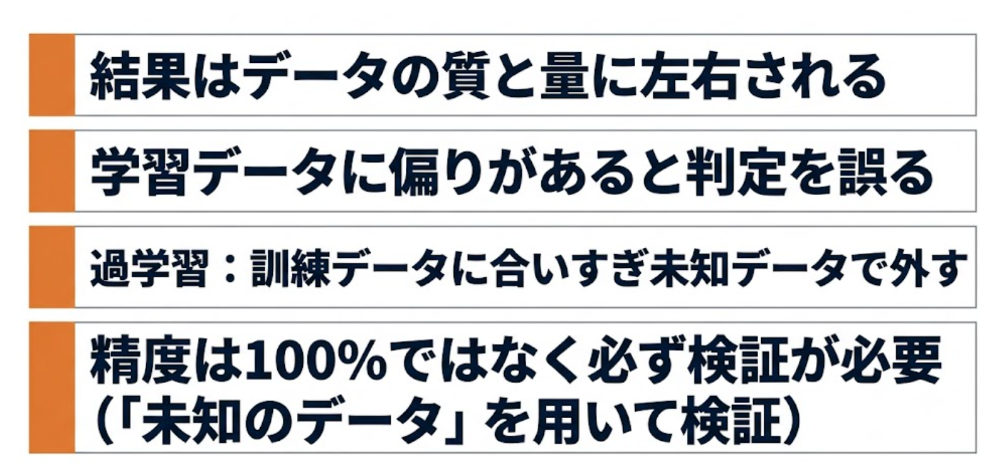 結果はデータの質と量に左右される
学習データに偏りがあると判定を誤る
過学習：訓練データに合いすぎ未知データで外す
精度は100%ではなく必ず検証が必要
（「未知のデータ」を用いて検証）